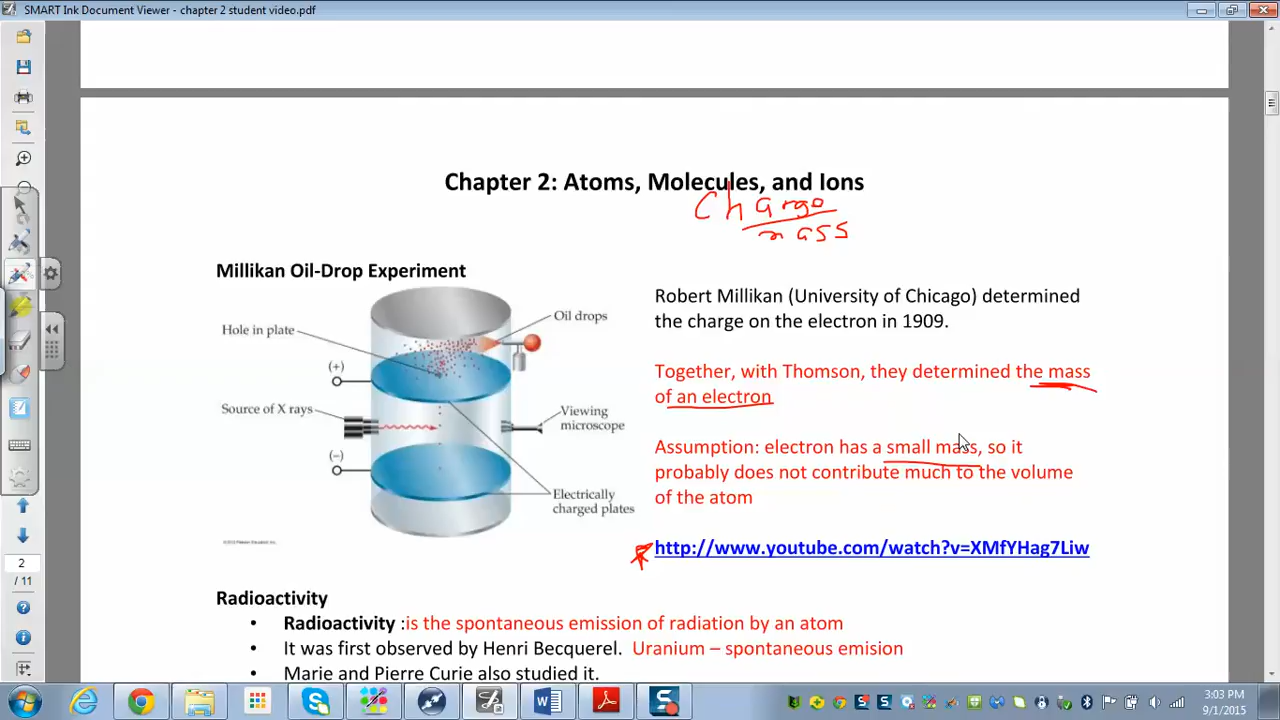 SMART Ink Document Viewer - chapter 2 student video.pdf
Chapter 2: Atoms, Molecules, and Ions
Charge
mass
Millikan Oil-Drop Experiment
Oil drops
Hole in plate
(+)
Source of X rays
Viewing
microscope
(−)
Electrically
charged plates
Robert Millikan (University of Chicago) determined
the charge on the electron in 1909.
Together, with Thomson, they determined the mass
of an electron
Assumption: electron has a small mass, so it
probably does not contribute much to the volume
of the atom
http://www.youtube.com/watch?v=XMfYHag7Liw
Radioactivity
• Radioactivity :is the spontaneous emission of radiation by an atom
• It was first observed by Henri Becquerel. Uranium – spontaneous emision
• Marie and Pierre Curie also studied it.
2
/ 11
3:03 PM
9/1/2015